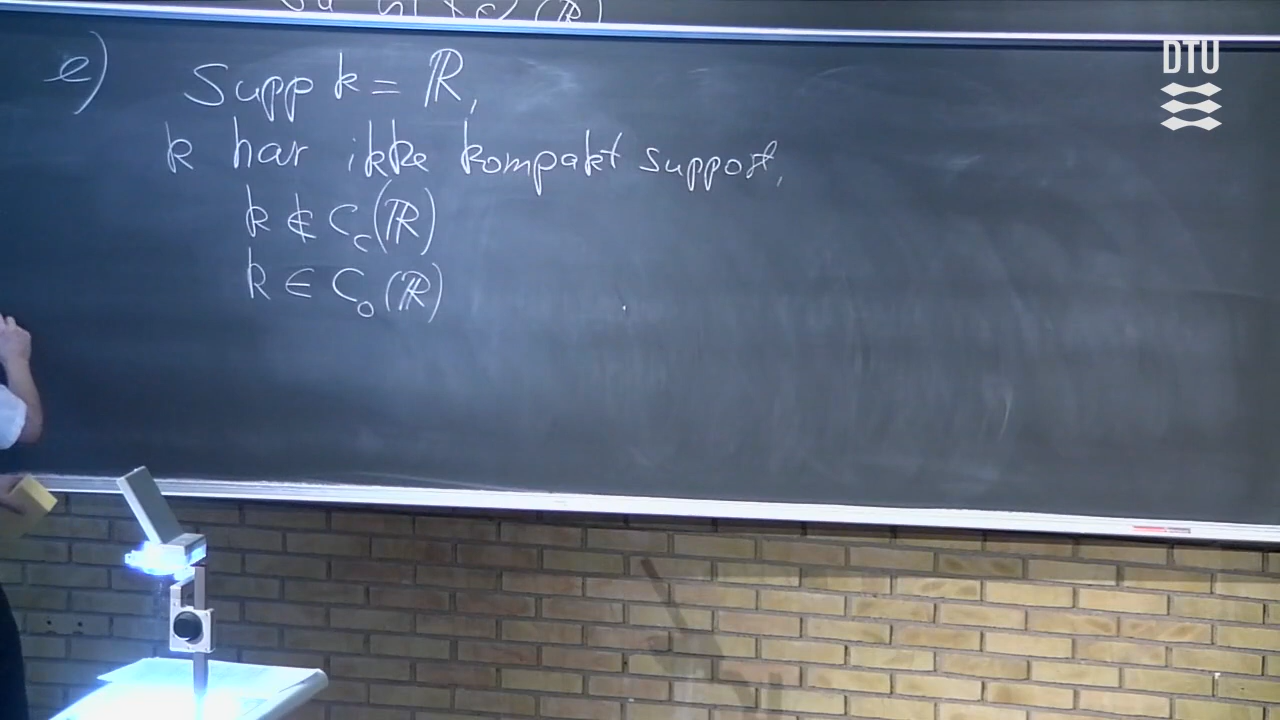 e) Supp k = ℝ,
k har ikke kompakt support,
k ∉ C_c(ℝ)
k ∈ C_0(ℝ)
DTU